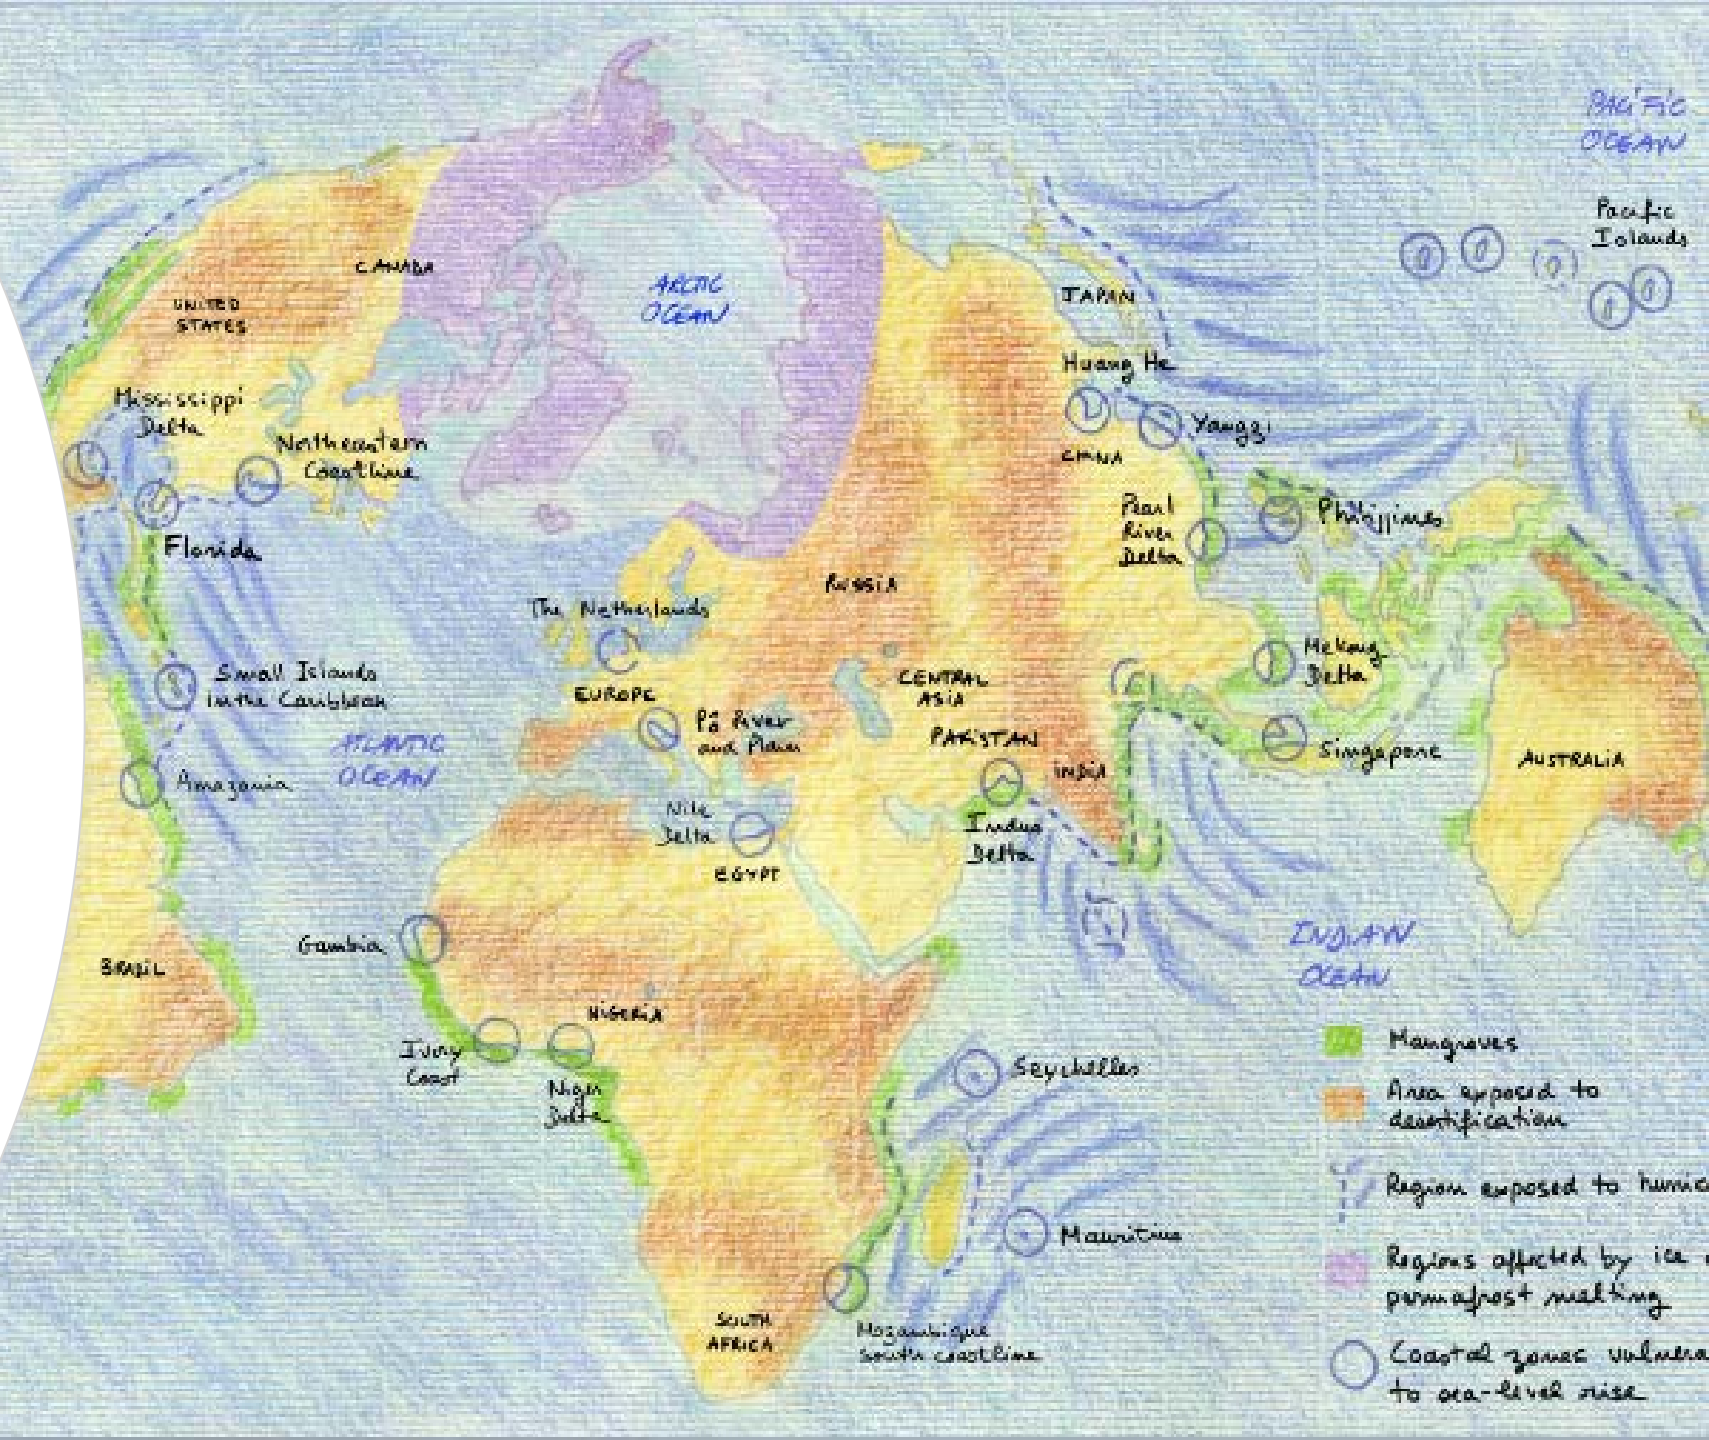 PACIFIC
OCEAN
Pacific
Islands
CANADA
ARCTIC
OCEAN
UNITED
STATES
JAPAN
Huang He
Mississippi
Delta
Yangzi
Northeastern
Coastline
CHINA
Pearl
River
Delta
Philippines
Florida
RUSSIA
The Netherlands
Mekong
Delta
Small Islands
in the Caribbean
EUROPE
CENTRAL
ASIA
Pô River
and Plain
PAKISTAN
Singapore
AUSTRALIA
ATLANTIC
OCEAN
INDIA
Amazonia
Nile
Delta
Indus
Delta
EGYPT
Gambia
INDIAN
OCEAN
BRASIL
NIGERIA
Ivory
Coast
Niger
Delta
Seychelles
Mauritius
SOUTH
AFRICA
Mozambique
south coastline
Mangroves
Area exposed to
desertification
Region exposed to hurric
Regions affected by ice
permafrost melting
Coastal zones vulnera
to sea-level rise